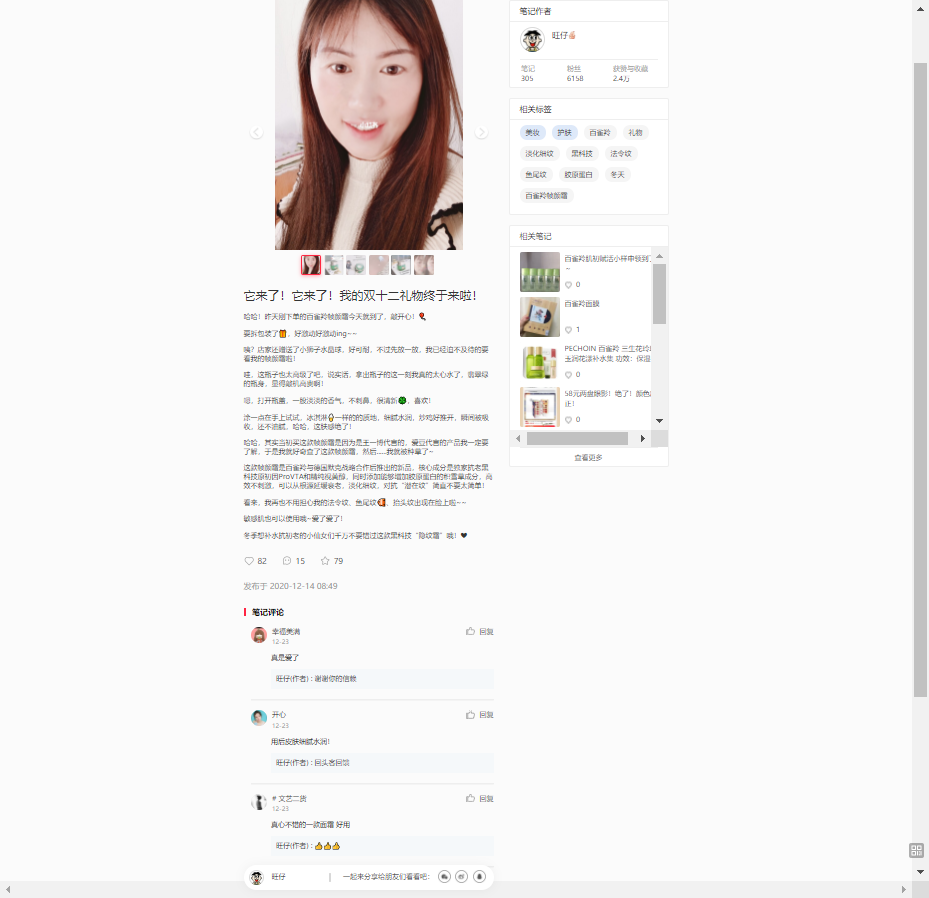 它来了！它来了！我的双十二礼物终于来啦！
哈哈！昨天刚下单的百雀羚帧颜霜今天就到了，敲开心！
要拆包装了🎁，好激动好激动ing~~
咦？店家还赠送了小狮子水晶球，好可耐，不过先放一放，我已经迫不及待的要
看我的帧颜霜啦！
哇，这瓶子也太高级了吧，说实话，拿出瓶子的这一刻我真的太心水了，翡翠绿
的瓶身，显得敲机高贵啊！
嗯，打开瓶盖，一股淡淡的香气，不刺鼻，很清新，喜欢！
涂一点在手上试试，冰淇淋🍦一样的的质地，细腻水润，炒鸡好推开，瞬间被吸
收，还不油腻，哈哈，这肤感绝了！
哈哈，其实当初买这款帧颜霜是因为是王一博代言的，爱豆代言的产品我一定要
了解，于是我就好奇查了这款帧颜霜，然后.....我就被种草了~
这款帧颜霜是百雀羚与德国默克战略合作后推出的新品，核心成分是独家抗老黑
科技原初因ProVTA和精纯视黄醇，同时添加能够增加胶原蛋白的积雪草成分，高
效不刺激，可以从根源延缓衰老，淡化细纹，对抗“潜在纹”简直不要太简单！
看来，我再也不用担心我的法令纹、鱼尾纹🥰、抬头纹出现在脸上啦~~
敏感肌也可以使用哦~爱了爱了！
冬季想补水抗初老的小仙女们千万不要错过这款黑科技“隐纹霜”哦！♥
82 15 79
发布于 2020-12-14 08:49
笔记评论
幸福美满 回复
12-23
真是爱了
旺仔(作者) : 谢谢你的信赖
开心 回复
12-23
用后皮肤细腻水润！
旺仔(作者) : 回头客回馈
# 文艺二货 回复
12-23
真心不错的一款面霜 好用
旺仔(作者) : 👍👍👍
旺仔 | 一起来分享给朋友们看看吧：
笔记作者
旺仔
笔记 粉丝 获赞与收藏
305 6158 2.4万
相关标签
美妆 护肤 百雀羚 礼物
淡化细纹 黑科技 法令纹
鱼尾纹 胶原蛋白 冬天
百雀羚帧颜霜
相关笔记
百雀羚肌初赋活小样申领到了
~
0
百雀羚面膜
1
PECHOIN 百雀羚 三生花玲珑
玉润花漾补水焦 功效：保湿
0
58元两盘眼影！绝了！颜色
正！
0
查看更多